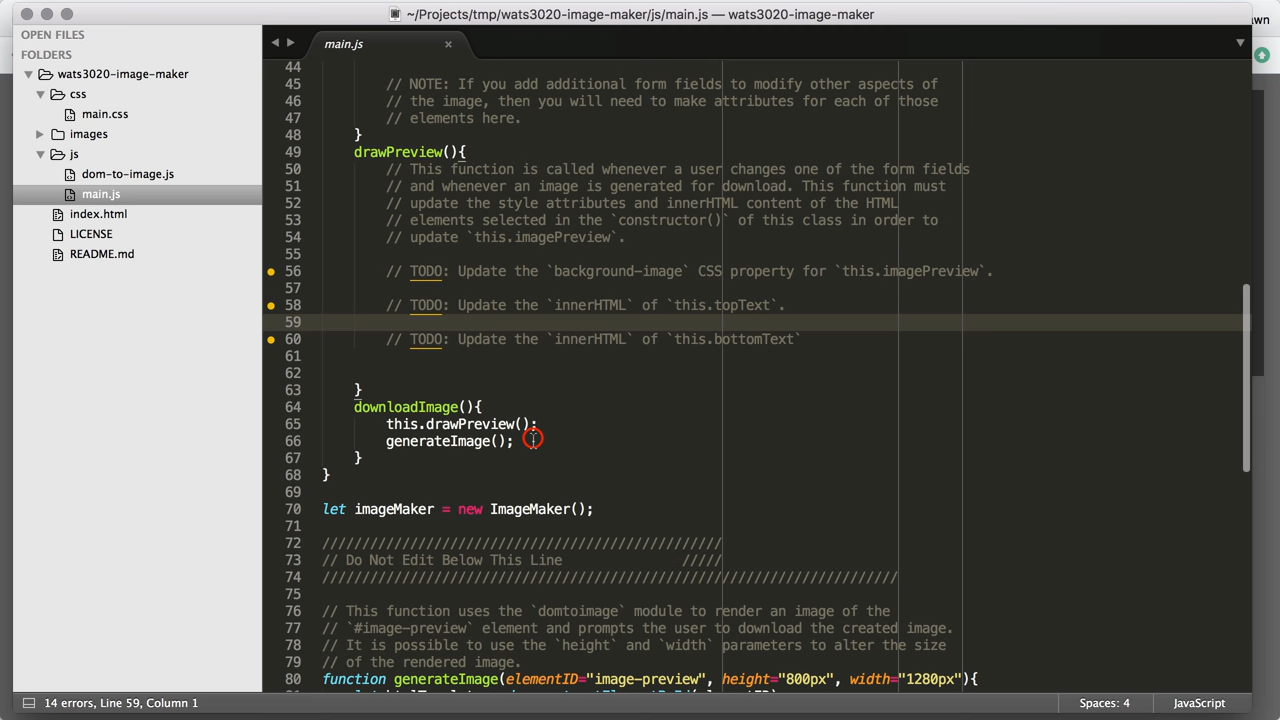 ~/Projects/tmp/wats3020-image-maker/js/main.js — wats3020-image-maker
wn
OPEN FILES
FOLDERS
wats3020-image-maker
css
main.css
images
js
dom-to-image.js
main.js
index.html
LICENSE
README.md
main.js ×
44
45 // NOTE: If you add additional form fields to modify other aspects of
46 // the image, then you will need to make attributes for each of those
47 // elements here.
48 }
49 drawPreview(){
50 // This function is called whenever a user changes one of the form fields
51 // and whenever an image is generated for download. This function must
52 // update the style attributes and innerHTML content of the HTML
53 // elements selected in the `constructor()` of this class in order to
54 // update `this.imagePreview`.
55
56 // TODO: Update the `background-image` CSS property for `this.imagePreview`.
57
58 // TODO: Update the `innerHTML` of `this.topText`.
59
60 // TODO: Update the `innerHTML` of `this.bottomText`
61
62
63 }
64 downloadImage(){
65 this.drawPreview();
66 generateImage();
67 }
68 }
69
70 let imageMaker = new ImageMaker();
71
72 //////////////////////////////////////////////////
73 // Do Not Edit Below This Line /////
74 ////////////////////////////////////////////////////////////////////////
75
76 // This function uses the `domtoimage` module to render an image of the
77 // `#image-preview` element and prompts the user to download the created image.
78 // It is possible to use the `height` and `width` parameters to alter the size
79 // of the rendered image.
80 function generateImage(elementID="image-preview", height="800px", width="1280px"){
14 errors, Line 59, Column 1
Spaces: 4
JavaScript